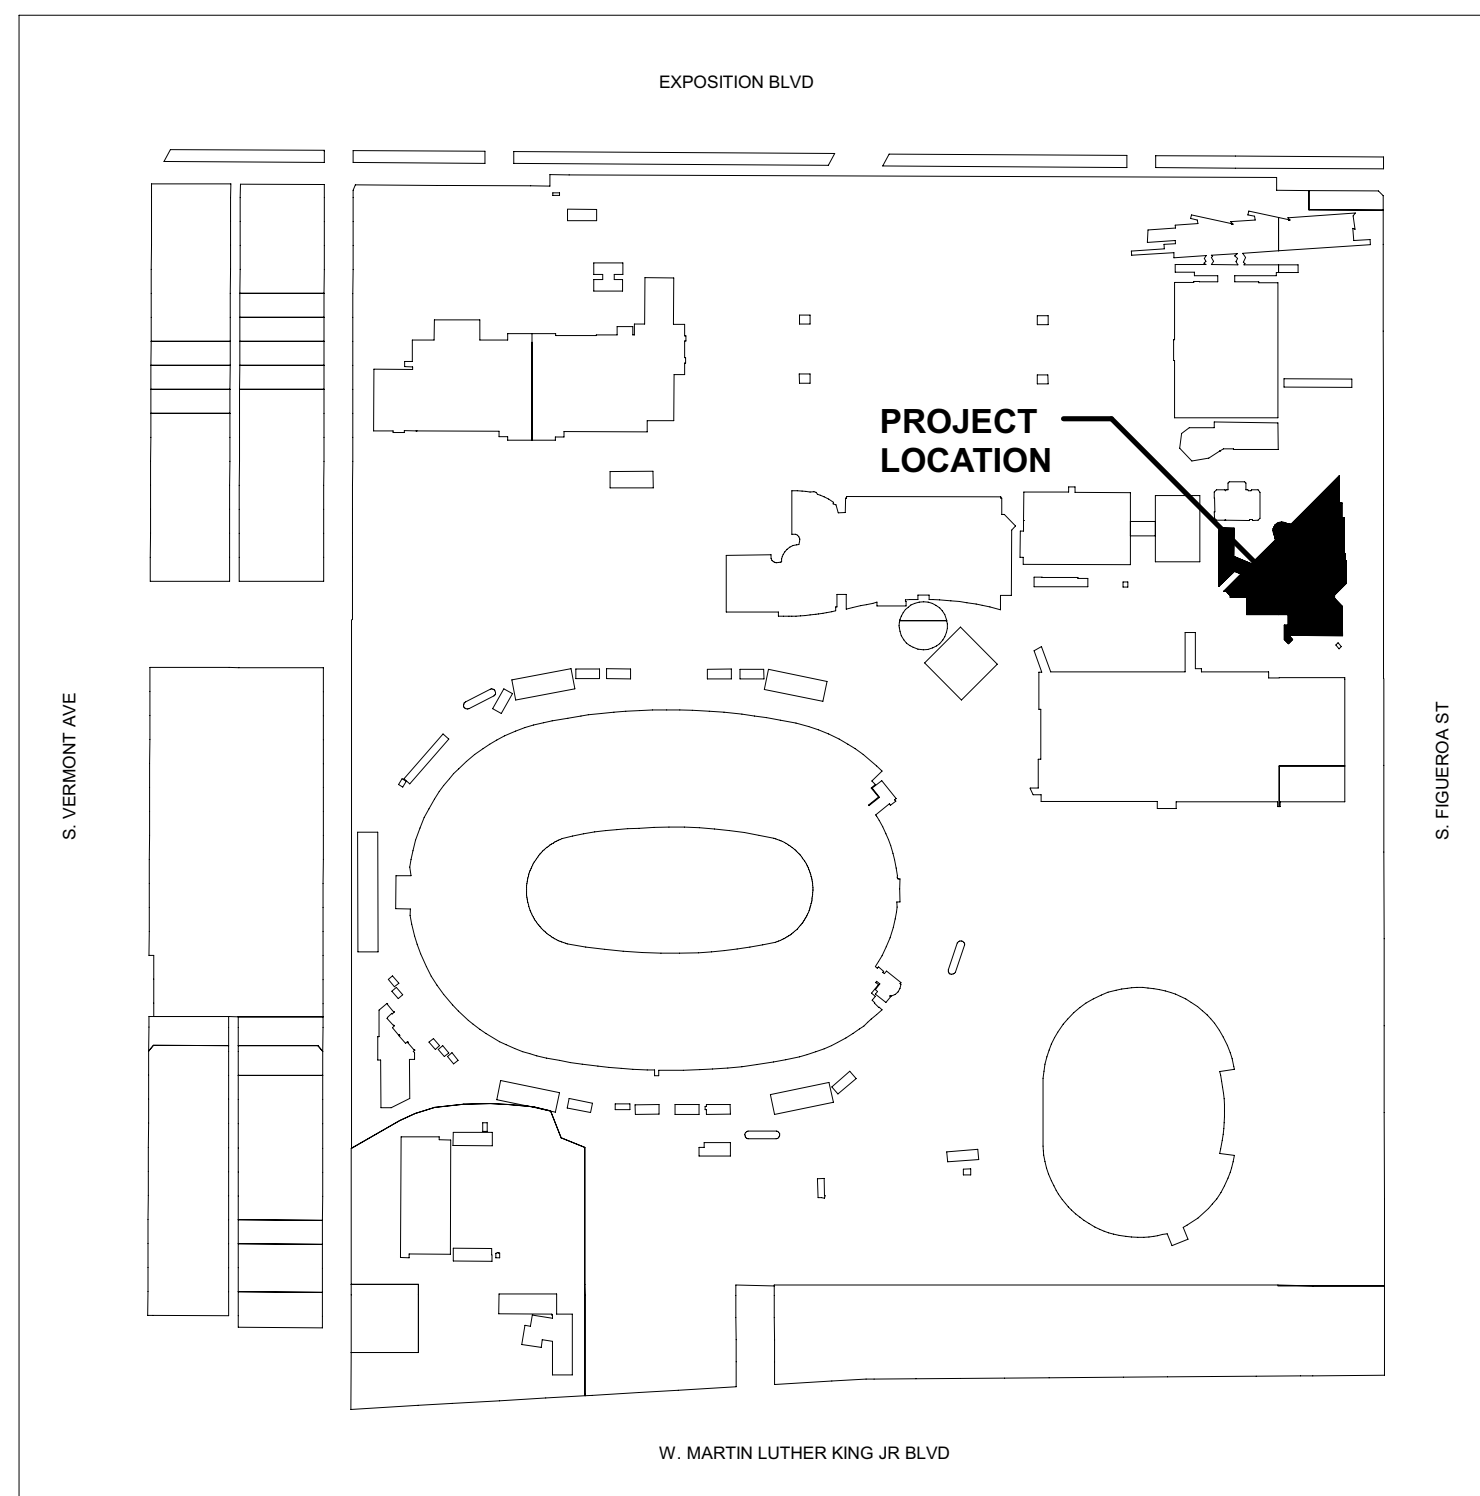 EXPOSITION BLVD
PROJECT
LOCATION
S. VERMONT AVE
S. FIGUEROA ST
W. MARTIN LUTHER KING JR BLVD